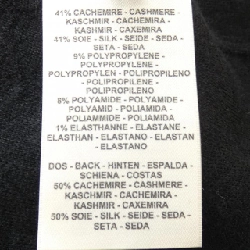 41% CACHEMIRE - CASHMERE -
KASCHMIR - CACHEMIRA -
KASHMIR - CAXEMIRA
41% SOIE - SILK - SEIDE - SEDA -
SETA - SEDA
9% POLYPROPYLENE -
POLYPROPYLENE -
POLYPROPYLEN - POLIPROPILENO
- POLIPROPILENE -
POLIPROPILENO
8% POLYAMIDE - POLYAMIDE -
POLYAMID - POLIAMIDA -
POLIAMMIDE - POLIAMIDA
1% ELASTHANNE - ELASTANE -
ELASTHAN - ELASTANO - ELASTAN
- ELASTANO
DOS - BACK - HINTEN - ESPALDA -
SCHIENA - COSTAS
50% CACHEMIRE - CASHMERE -
KASCHMIR - CACHEMIRA -
KASHMIR - CAXEMIRA
50% SOIE - SILK - SEIDE - SEDA -
SETA - SEDA